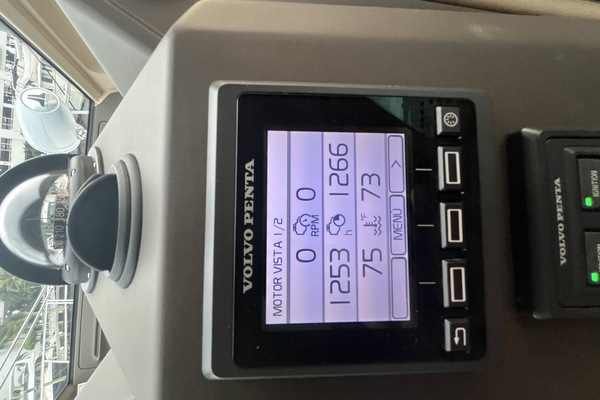 VOLVO PENTA
MOTOR VISTA 1/2
0 RPM 0
1253 h 1266
75 °F 73
MENU >
VOLVO PENTA
IGNITION